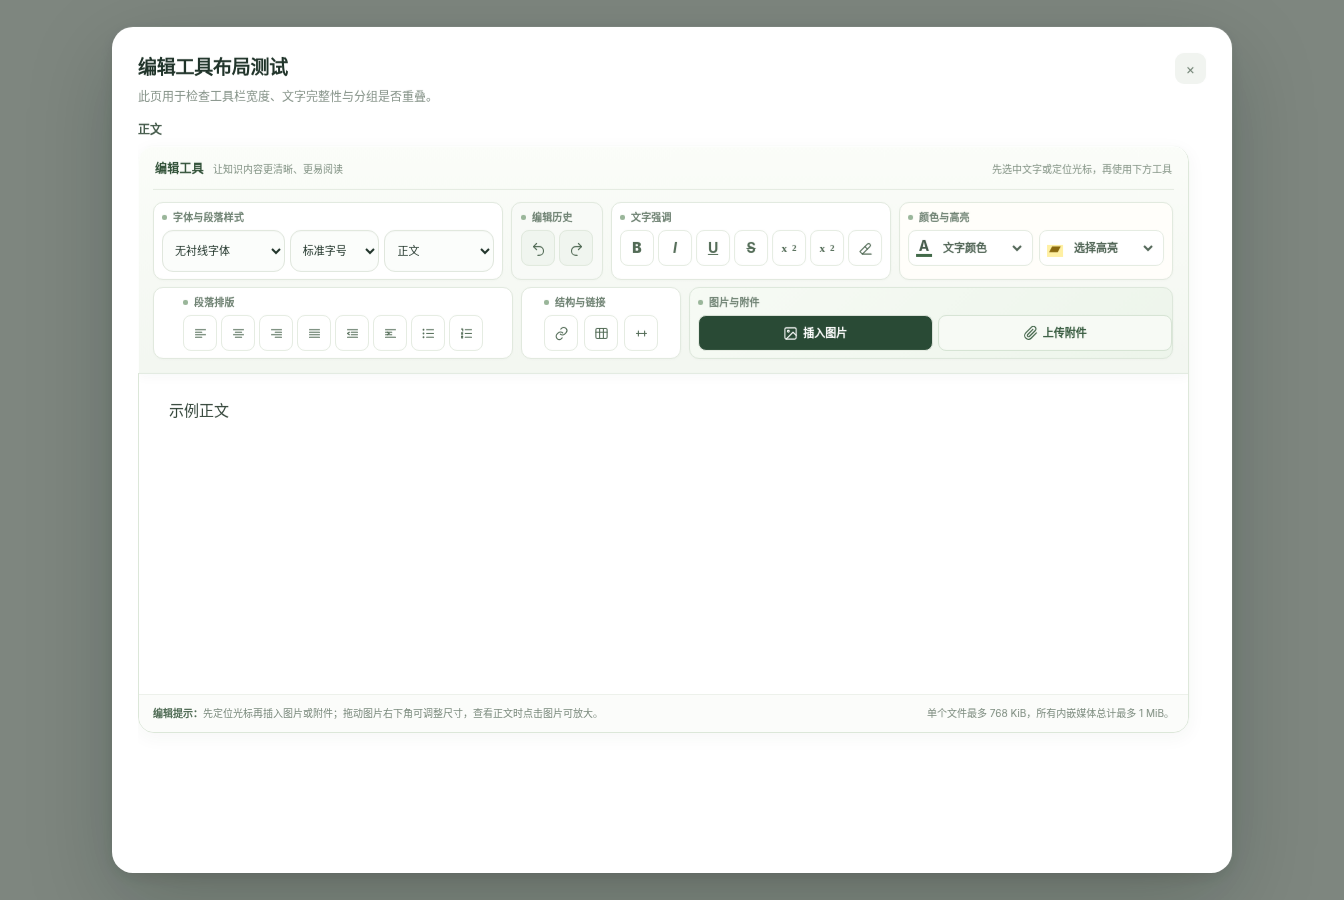 编辑工具布局测试
×
此页用于检查工具栏宽度、文字完整性与分组是否重叠。
正文
编辑工具 让知识内容更清晰、更易阅读 先选中文字或定位光标，再使用下方工具
字体与段落样式 编辑历史 文字强调 颜色与高亮
无衬线字体 标准字号 正文 B I U S x 2 x 2 A 文字颜色 选择高亮
段落排版 结构与链接 图片与附件
插入图片 上传附件
示例正文
编辑提示：先定位光标再插入图片或附件；拖动图片右下角可调整尺寸，查看正文时点击图片可放大。 单个文件最多 768 KiB，所有内嵌媒体总计最多 1 MiB。